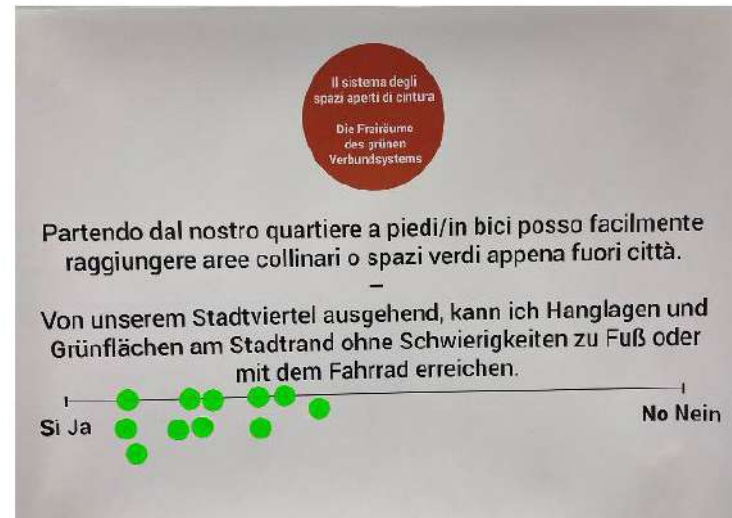 Il sistema degli
spazi aperti di cintura
Die Freiräume
des grünen
Verbundsystems
Partendo dal nostro quartiere a piedi/in bici posso facilmente
raggiungere aree collinari o spazi verdi appena fuori città.
–
Von unserem Stadtviertel ausgehend, kann ich Hanglagen und
Grünflächen am Stadtrand ohne Schwierigkeiten zu Fuß oder
mit dem Fahrrad erreichen.
Sì Ja
No Nein